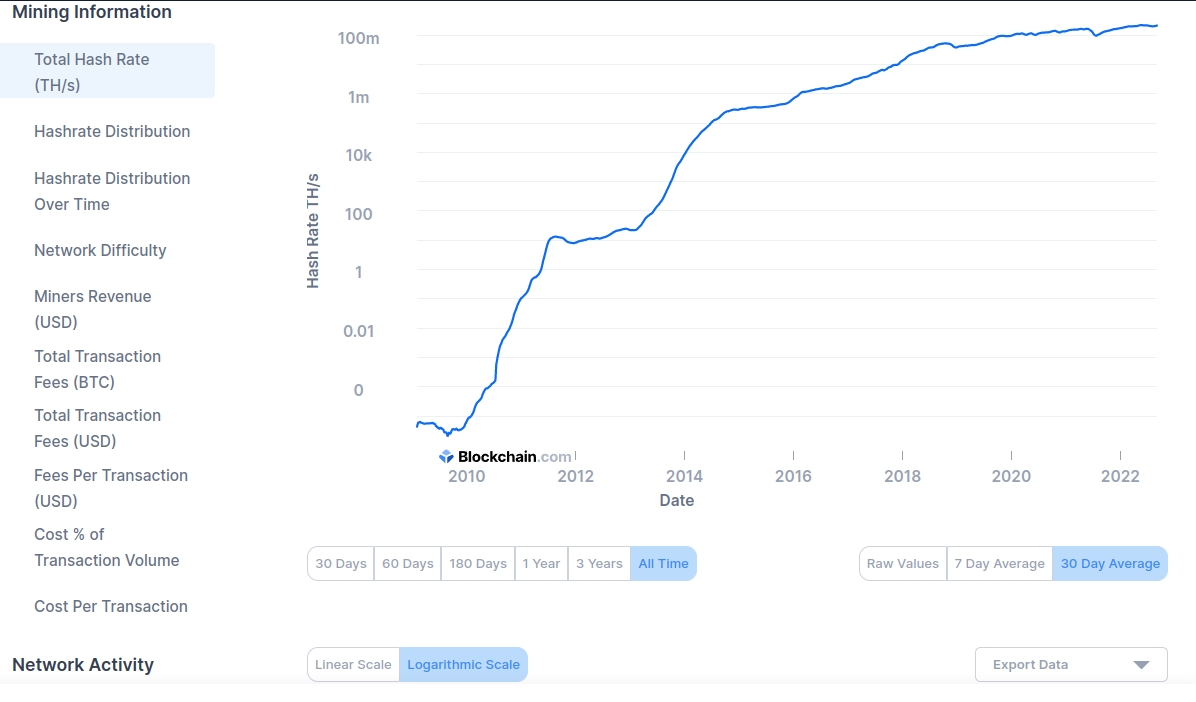 Mining Information
Total Hash Rate
(TH/s)
Hashrate Distribution
Hashrate Distribution
Over Time
Network Difficulty
Miners Revenue
(USD)
Total Transaction
Fees (BTC)
Total Transaction
Fees (USD)
Fees Per Transaction
(USD)
Cost % of
Transaction Volume
Cost Per Transaction
Network Activity
Hash Rate TH/s
100m
1m
10k
100
1
0.01
0
Blockchain.com
2010 2012 2014 2016 2018 2020 2022
Date
30 Days 60 Days 180 Days 1 Year 3 Years All Time
Raw Values 7 Day Average 30 Day Average
Linear Scale Logarithmic Scale
Export Data